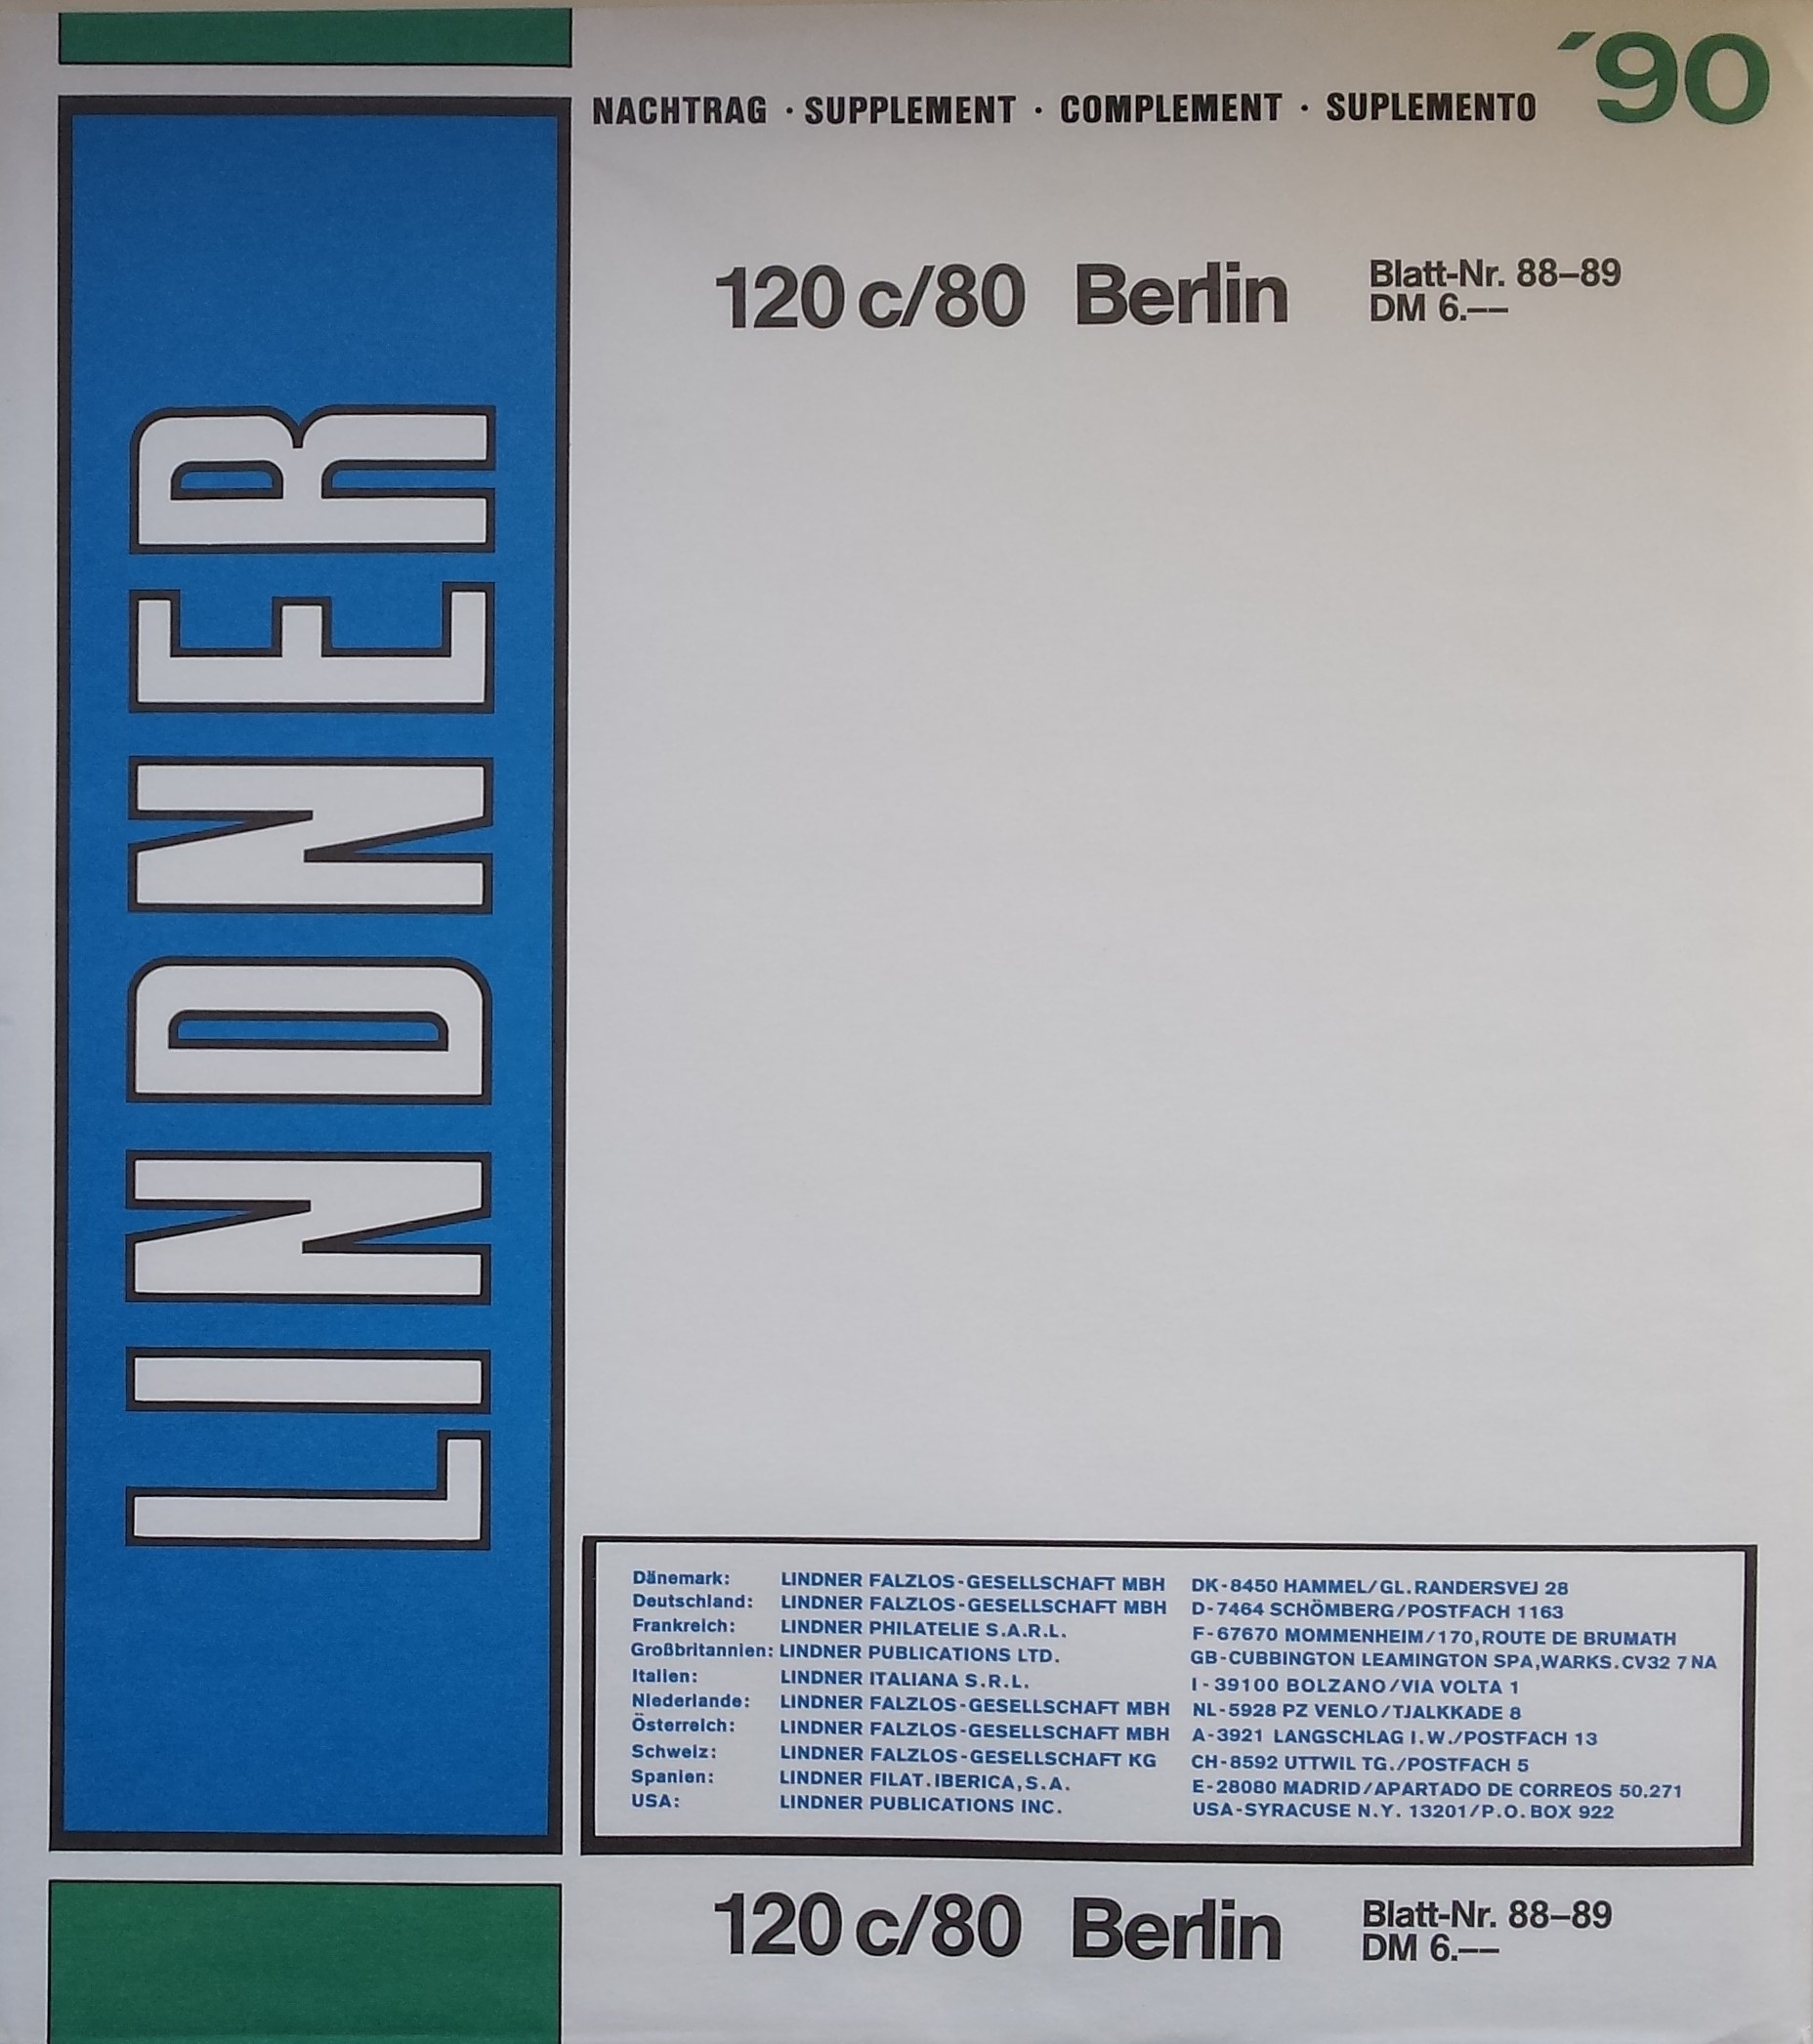 NACHTRAG · SUPPLEMENT · COMPLEMENT · SUPLEMENTO ´90
120 c/80 Berlin Blatt-Nr. 88–89
DM 6.––
LINDNER
Dänemark: LINDNER FALZLOS-GESELLSCHAFT MBH DK-8450 HAMMEL/GL.RANDERSVEJ 28
Deutschland: LINDNER FALZLOS-GESELLSCHAFT MBH D-7464 SCHÖMBERG/POSTFACH 1163
Frankreich: LINDNER PHILATELIE S.A.R.L. F-67670 MOMMENHEIM/170,ROUTE DE BRUMATH
Großbritannien: LINDNER PUBLICATIONS LTD. GB-CUBBINGTON LEAMINGTON SPA,WARKS.CV32 7NA
Italien: LINDNER ITALIANA S.R.L. I-39100 BOLZANO/VIA VOLTA 1
Niederlande: LINDNER FALZLOS-GESELLSCHAFT MBH NL-5928 PZ VENLO/TJALKKADE 8
Österreich: LINDNER FALZLOS-GESELLSCHAFT MBH A-3921 LANGSCHLAG I.W./POSTFACH 13
Schweiz: LINDNER FALZLOS-GESELLSCHAFT KG CH-8592 UTTWIL TG./POSTFACH 5
Spanien: LINDNER FILAT.IBERICA,S.A. E-28080 MADRID/APARTADO DE CORREOS 50.271
USA: LINDNER PUBLICATIONS INC. USA-SYRACUSE N.Y. 13201/P.O.BOX 922
120 c/80 Berlin Blatt-Nr. 88–89
DM 6.––